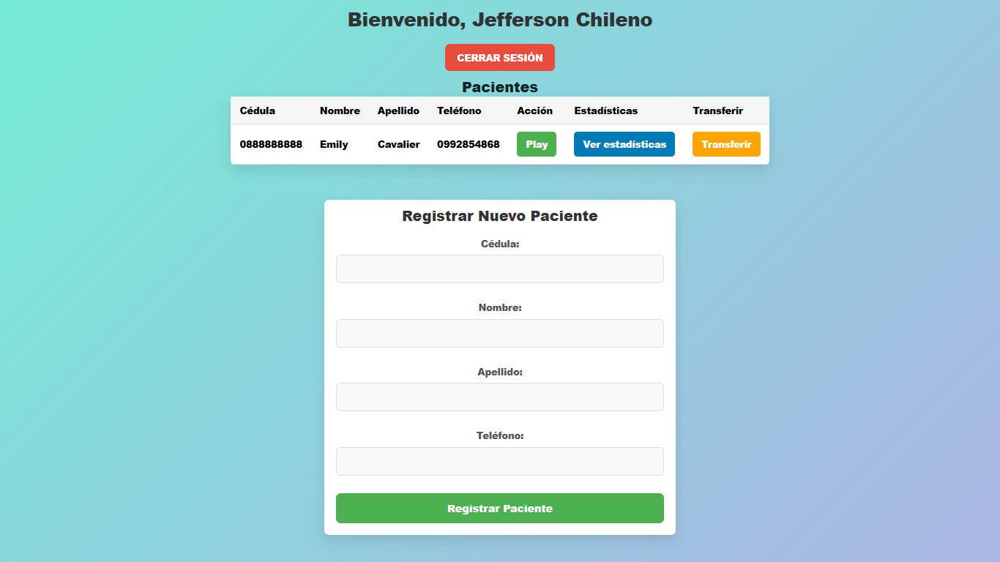 Bienvenido, Jefferson Chileno
CERRAR SESIÓN
Pacientes
Cédula Nombre Apellido Teléfono Acción Estadísticas Transferir
0888888888 Emily Cavalier 0992854868 Play Ver estadísticas Transferir
Registrar Nuevo Paciente
Cédula:
Nombre:
Apellido:
Teléfono:
Registrar Paciente